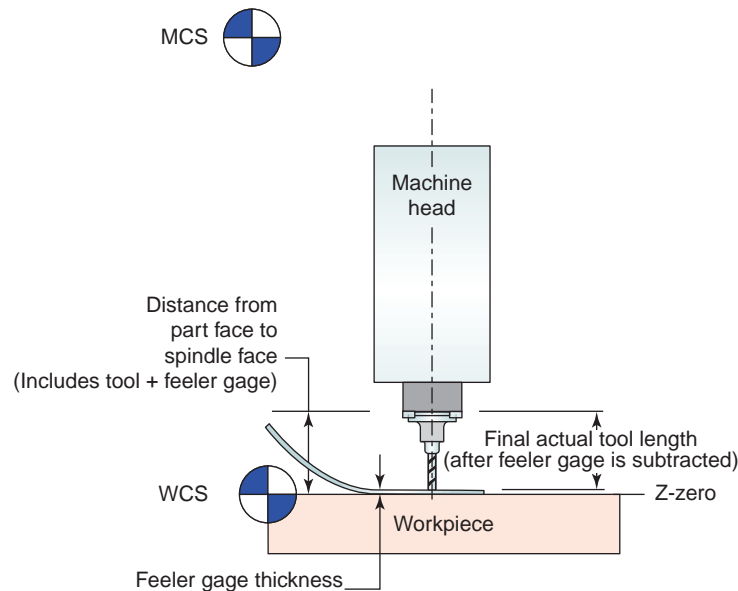 MCS
Machine
head
Distance from
part face to
spindle face
(Includes tool + feeler gage)
Final actual tool length
(after feeler gage is subtracted)
WCS
Z-zero
Workpiece
Feeler gage thickness